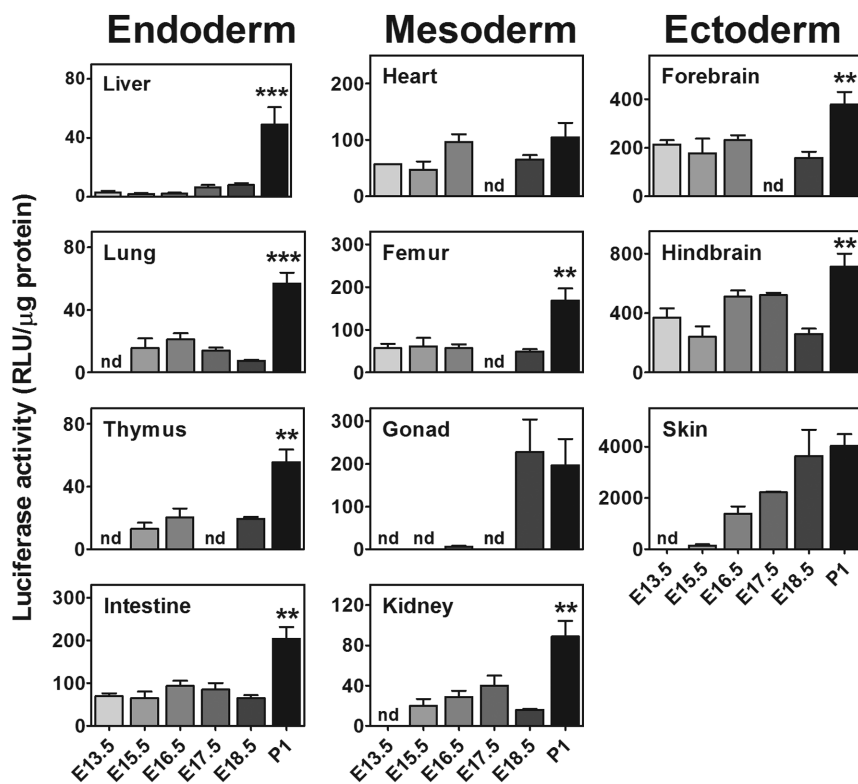 Endoderm Mesoderm Ectoderm
Luciferase activity (RLU/µg protein)
Liver
80
40
0
***
Heart
200
100
50
0
nd
Forebrain
400
200
0
nd
**
Lung
80
40
0
nd
***
Femur
300
200
100
0
nd
**
Hindbrain
800
400
0
**
Thymus
80
40
0
nd
nd
**
Gonad
300
200
100
0
nd
nd
nd
Skin
4000
2000
0
nd
E13.5
E15.5
E16.5
E17.5
E18.5
P1
Intestine
300
200
100
0
**
E13.5
E15.5
E16.5
E17.5
E18.5
P1
Kidney
120
80
40
0
nd
**
E13.5
E15.5
E16.5
E17.5
E18.5
P1